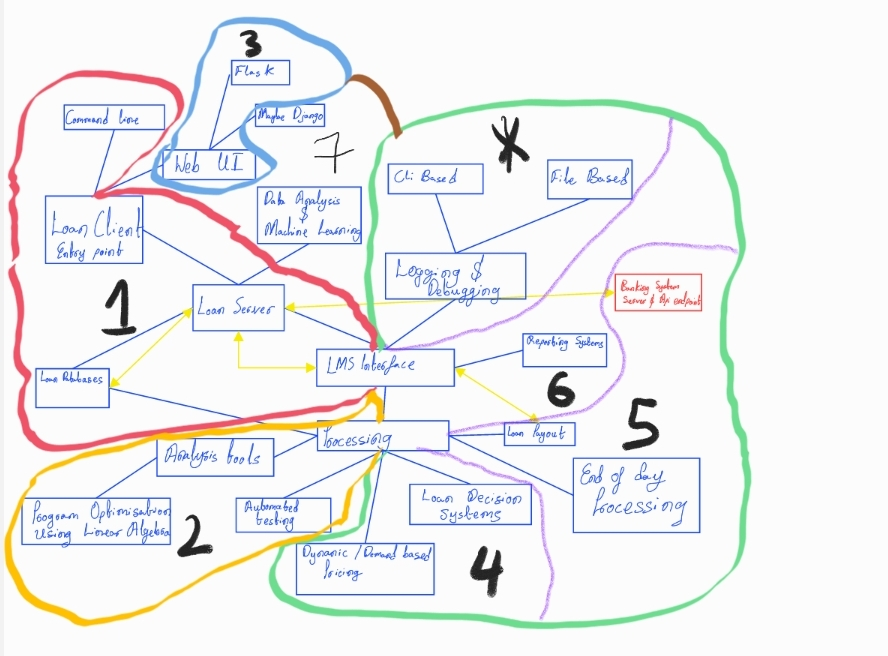 3
Flask
Maybe Django
Command line
Web UI
7
*
Cli Based
File Based
Data Analysis
&
Machine Learning
Loan Client
Entry point
Logging &
Debugging
Banking System
Server & Api endpoint
1
Loan Server
Reporting Systems
LMS Interface
Loan Databases
6
5
Processing
Loan Payout
Analysis tools
End of day
Processing
Program Optimisation
Using Linear Algebra
2
Automated
testing
Loan Decision
Systems
Dynamic / Demand based
Pricing
4